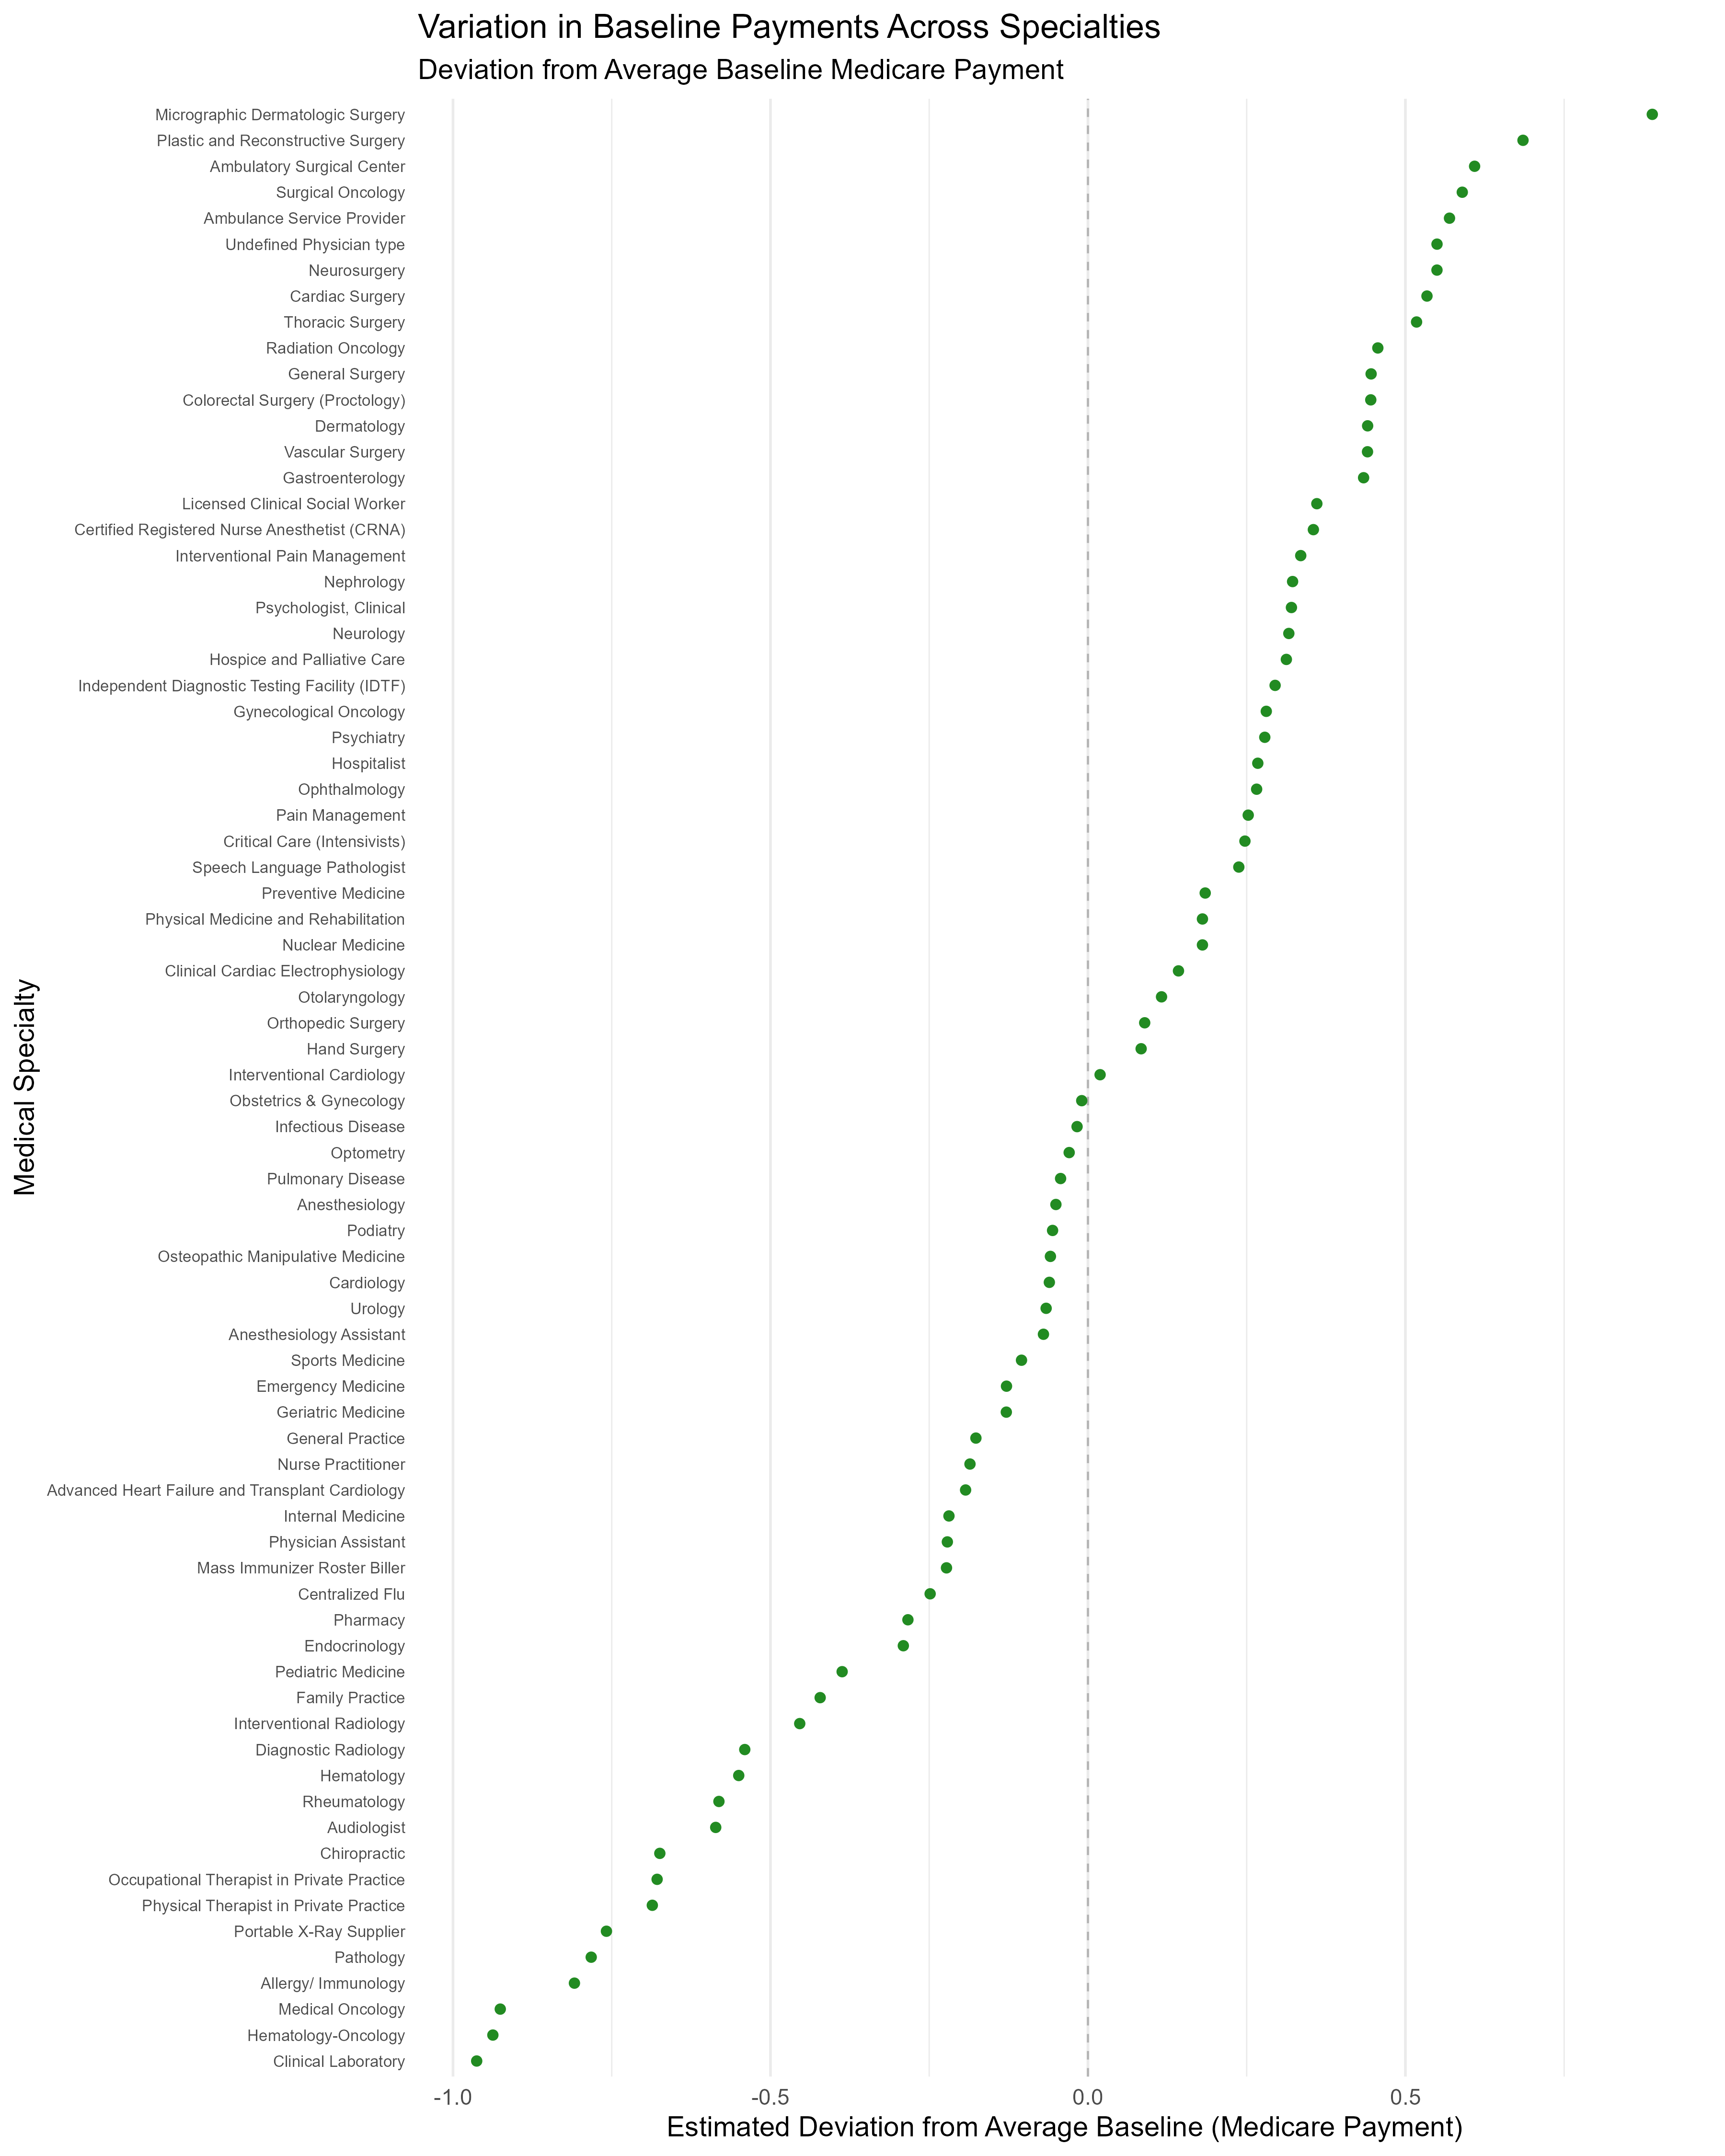 Variation in Baseline Payments Across Specialties
Deviation from Average Baseline Medicare Payment
Medical Specialty
Micrographic Dermatologic Surgery
Plastic and Reconstructive Surgery
Ambulatory Surgical Center
Surgical Oncology
Ambulance Service Provider
Undefined Physician type
Neurosurgery
Cardiac Surgery
Thoracic Surgery
Radiation Oncology
General Surgery
Colorectal Surgery (Proctology)
Dermatology
Vascular Surgery
Gastroenterology
Licensed Clinical Social Worker
Certified Registered Nurse Anesthetist (CRNA)
Interventional Pain Management
Nephrology
Psychologist, Clinical
Neurology
Hospice and Palliative Care
Independent Diagnostic Testing Facility (IDTF)
Gynecological Oncology
Psychiatry
Hospitalist
Ophthalmology
Pain Management
Critical Care (Intensivists)
Speech Language Pathologist
Preventive Medicine
Physical Medicine and Rehabilitation
Nuclear Medicine
Clinical Cardiac Electrophysiology
Otolaryngology
Orthopedic Surgery
Hand Surgery
Interventional Cardiology
Obstetrics & Gynecology
Infectious Disease
Optometry
Pulmonary Disease
Anesthesiology
Podiatry
Osteopathic Manipulative Medicine
Cardiology
Urology
Anesthesiology Assistant
Sports Medicine
Emergency Medicine
Geriatric Medicine
General Practice
Nurse Practitioner
Advanced Heart Failure and Transplant Cardiology
Internal Medicine
Physician Assistant
Mass Immunizer Roster Biller
Centralized Flu
Pharmacy
Endocrinology
Pediatric Medicine
Family Practice
Interventional Radiology
Diagnostic Radiology
Hematology
Rheumatology
Audiologist
Chiropractic
Occupational Therapist in Private Practice
Physical Therapist in Private Practice
Portable X-Ray Supplier
Pathology
Allergy/ Immunology
Medical Oncology
Hematology-Oncology
Clinical Laboratory
-1.0 -0.5 0.0 0.5
Estimated Deviation from Average Baseline (Medicare Payment)